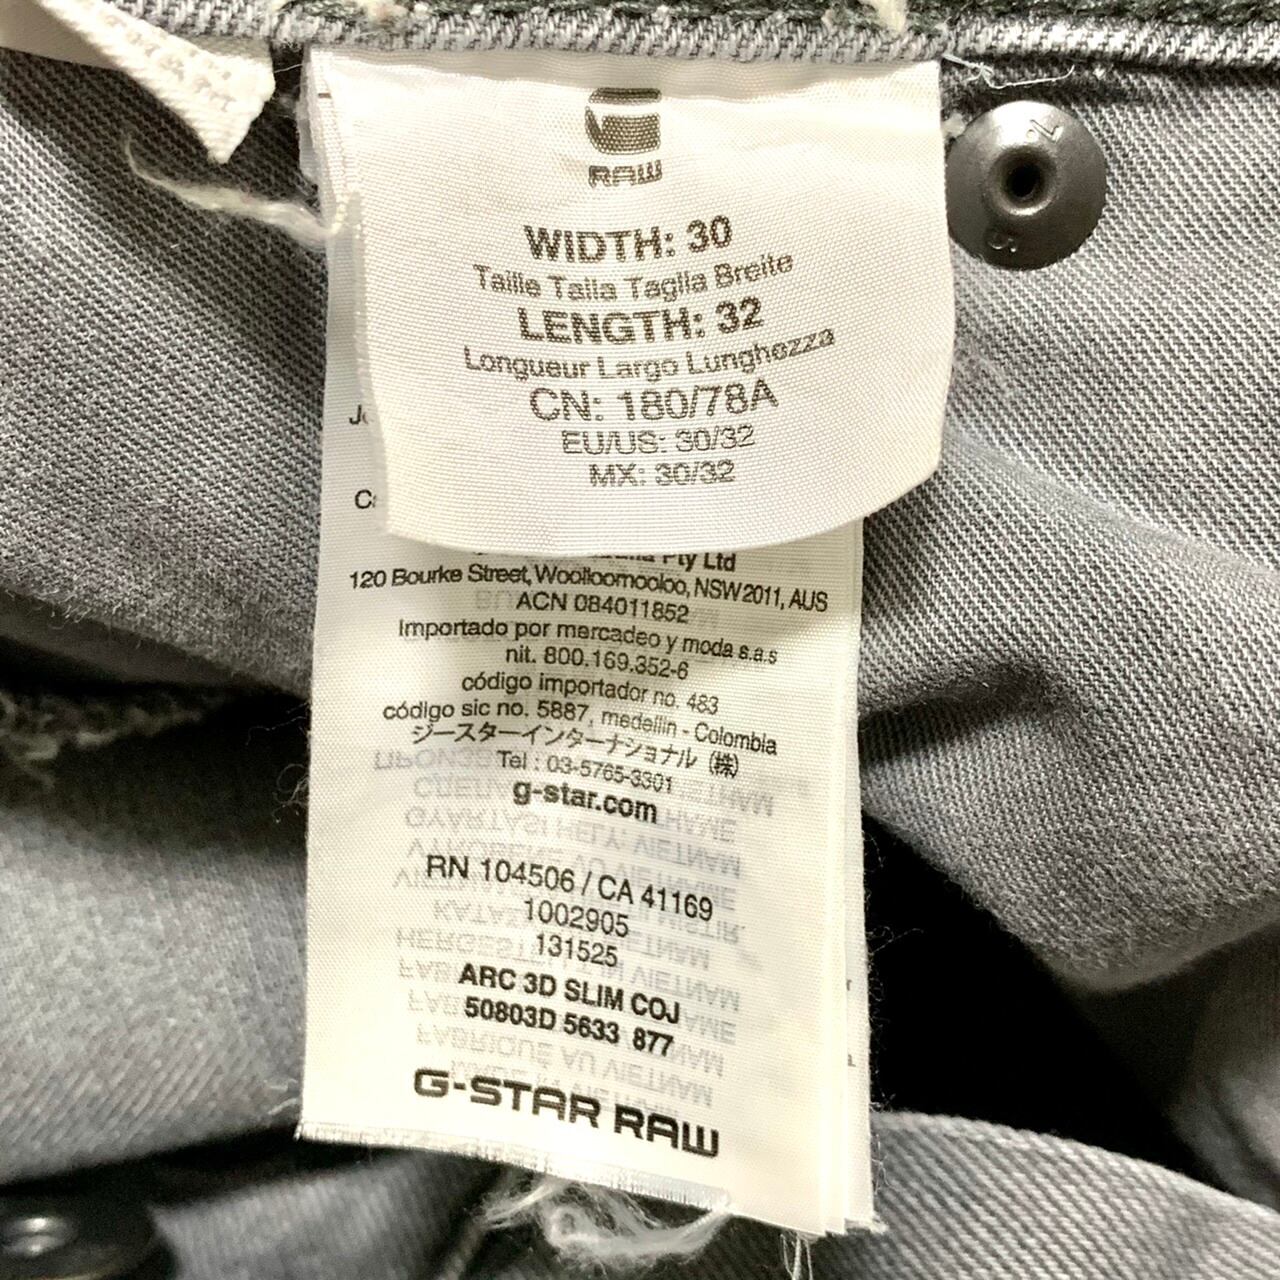 RAW
WIDTH: 30
Taille Talla Taglia Breite
LENGTH: 32
Longueur Largo Lunghezza
CN: 180/78A
EU/US: 30/32
MX: 30/32
Pty Ltd
120 Bourke Street, Woolloomooloo, NSW2011, AUS
ACN 084011852
Importado por mercadeo y moda s.a.s
nit. 800.169.352-6
código importador no. 483
código sic no. 5887, medellin - Colombia
ジースターインターナショナル（株）
Tel : 03-5765-3301
g-star.com
RN 104506 / CA 41169
1002905
131525
ARC 3D SLIM COJ
50803D 5633 877
G-STAR RAW